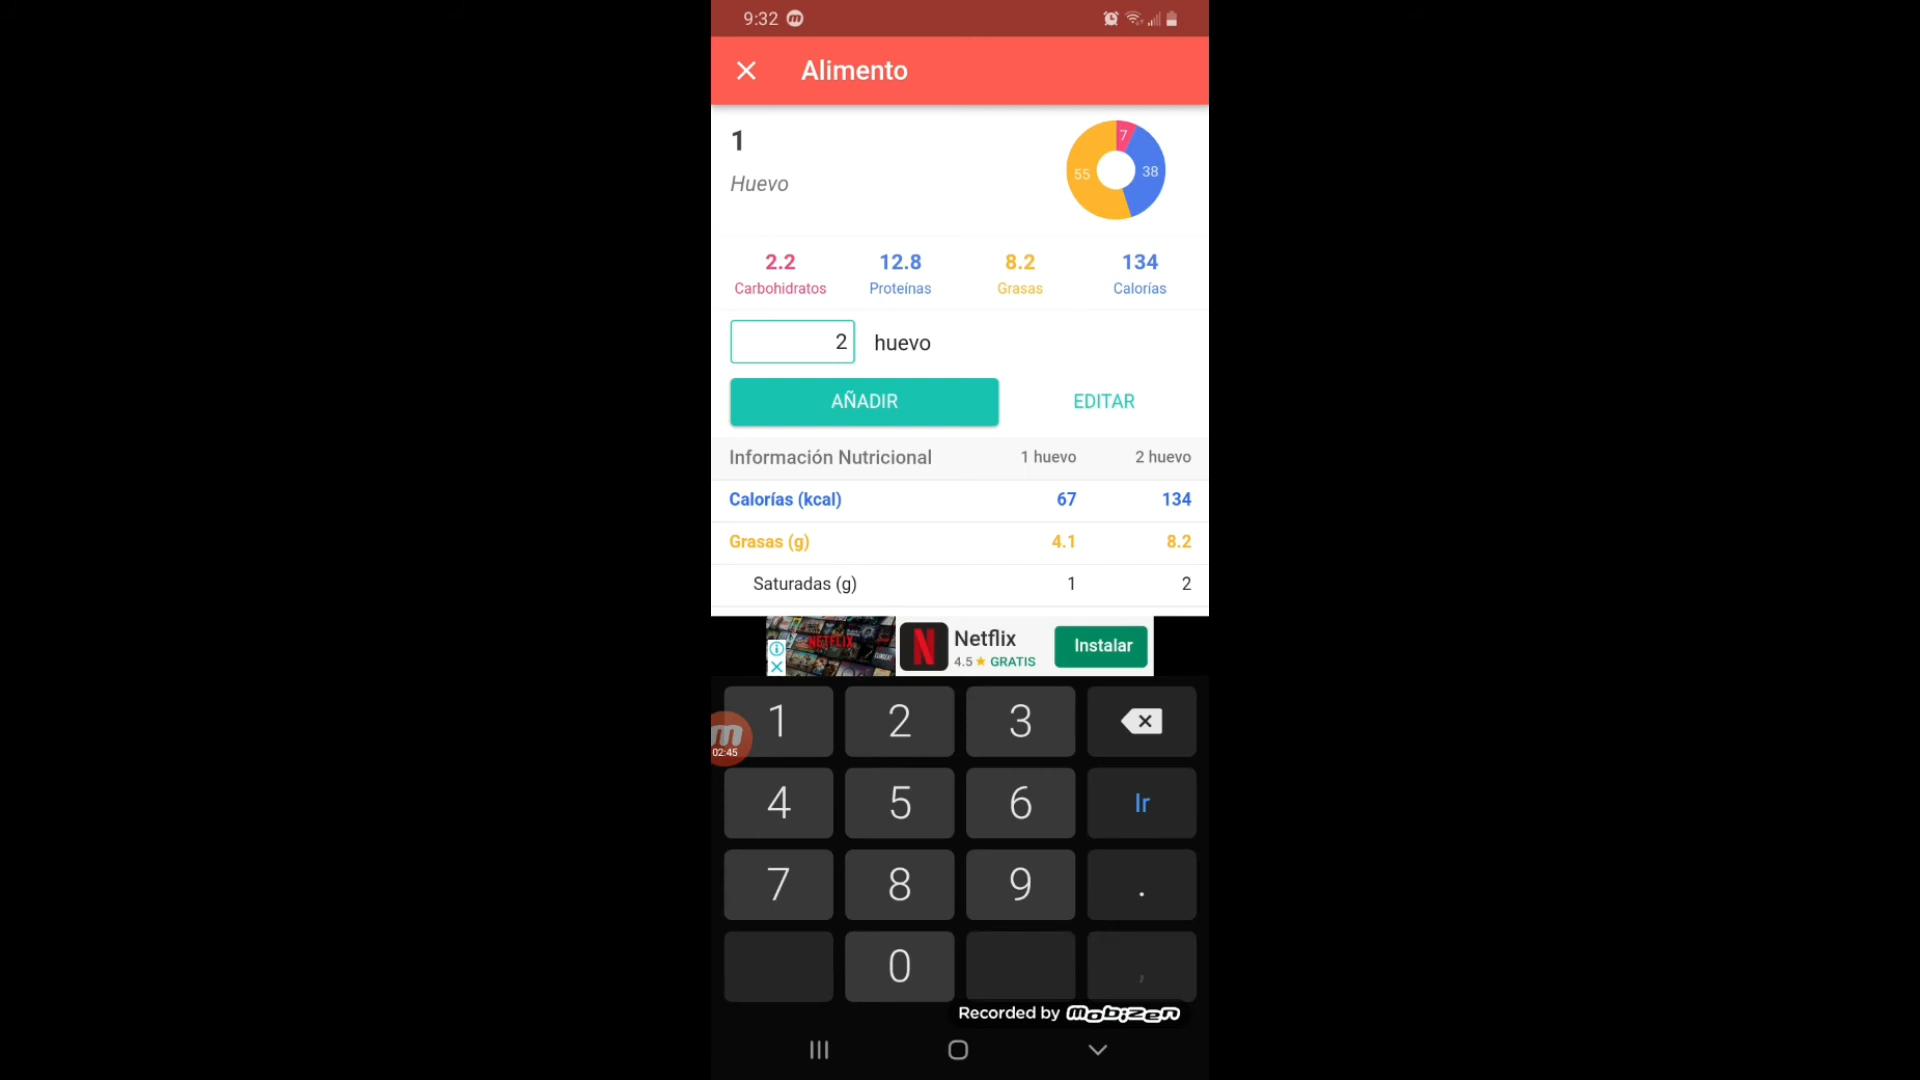 9:32
Alimento
1
Huevo
7
55
38
2.2 12.8 8.2 134
Carbohidratos Proteínas Grasas Calorías
2 huevo
AÑADIR EDITAR
Información Nutricional 1 huevo 2 huevo
Calorías (kcal) 67 134
Grasas (g) 4.1 8.2
Saturadas (g) 1 2
NETFLIX
N Netflix
4.5 ★ GRATIS
Instalar
1 2 3
m
02:45
4 5 6 Ir
7 8 9 .
0 ,
Recorded by mobizen